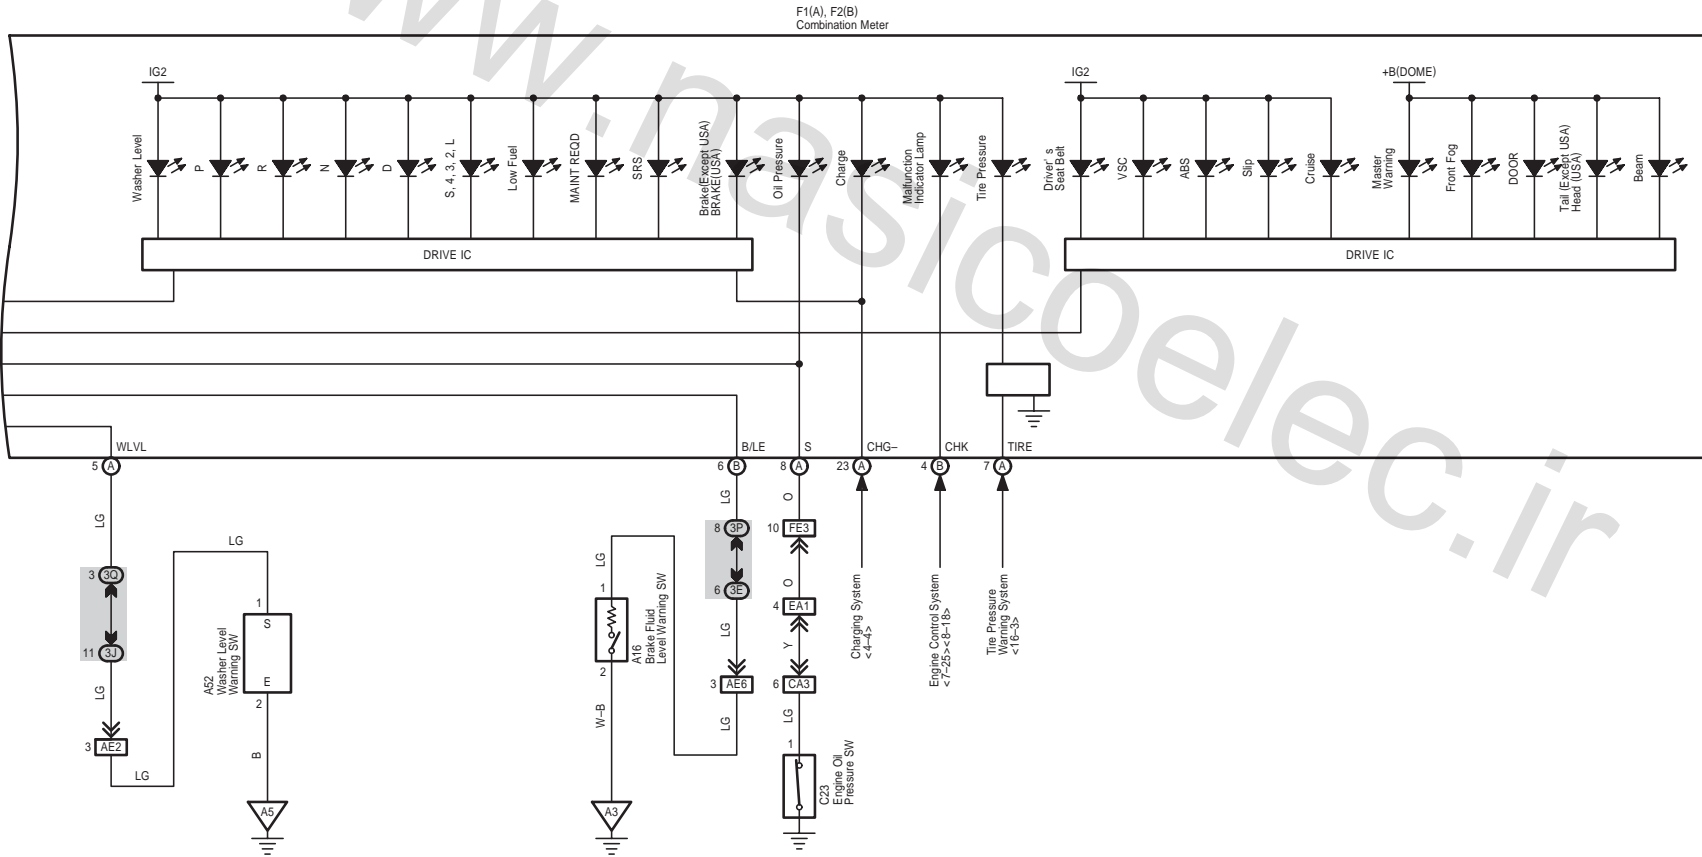 F1(A), F2(B)
Combination Meter
IG2
IG2
+B(DOME)
Washer Level
P
R
N
D
S, 4, 3, 2, L
Low Fuel
MAINT REQD
SRS
Brake(Except USA)
BRAKE(USA)
Oil Pressure
Charge
Malfunction
Indicator Lamp
Tire Pressure
Driver' s
Seat Belt
VSC
ABS
Slip
Cruise
Master
Warning
Front Fog
DOOR
Tail (Except USA)
Head (USA)
Beam
DRIVE IC
DRIVE IC
WLVL
B/LE
S
CHG–
CHK
TIRE
5 A
6 B
8 A
23 A
4 B
7 A
LG
LG
O
3 3Q
11 3J
LG
8 3P
6 3E
10 FE3
O
4 EA1
LG
1
S
E
2
A52
Washer Level
Warning SW
LG
1
2
A16
Brake Fluid
Level Warning SW
LG
Y
Charging System
<4–4>
Engine Control System
<7–25><8–18>
Tire Pressure
Warning System
<16–3>
LG
3 AE2
LG
B
W–B
3 AE6
LG
6 CA3
LG
1
C23
Engine Oil
Pressure SW
A5
A3
www.nasicoelec.ir